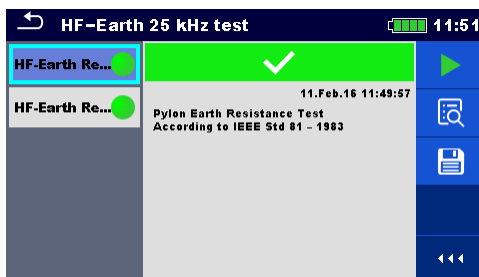 HF-Earth 25 kHz test
11:51
HF-Earth Re...
HF-Earth Re...
11.Feb.16 11:49:57
Pylon Earth Resistance Test
According to IEEE Std 81 – 1983